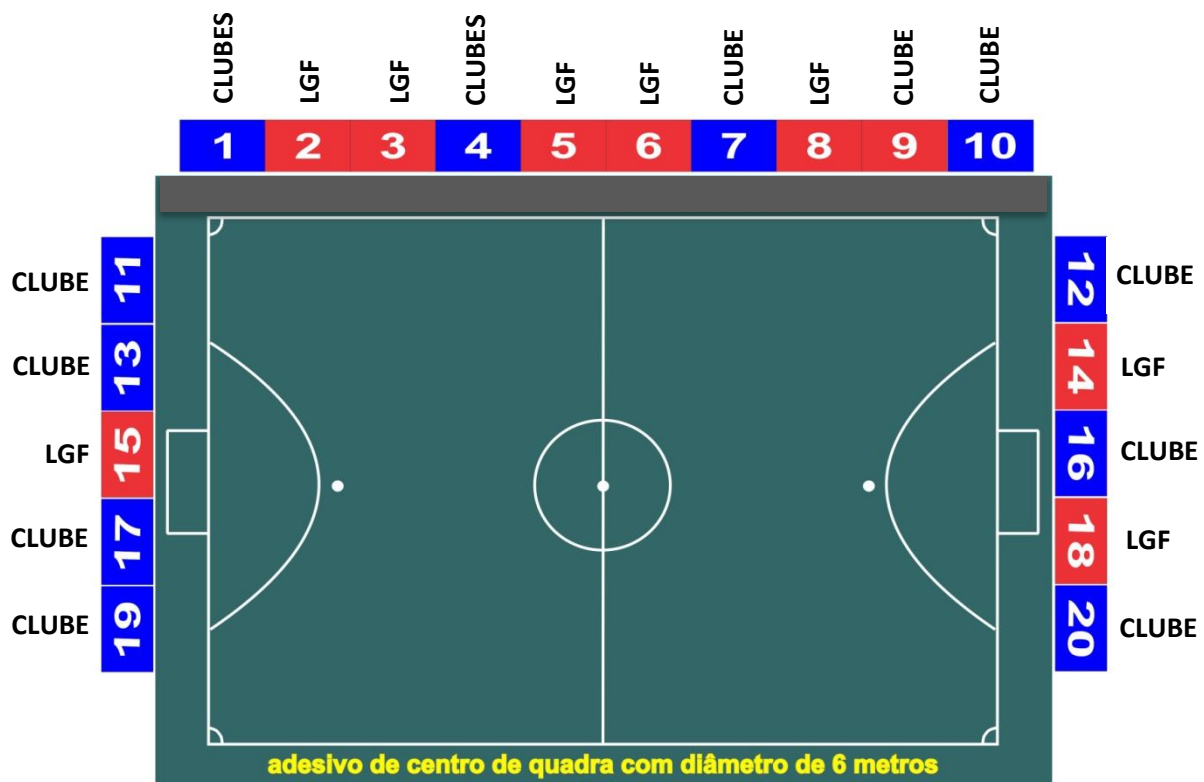 CLUBES
LGF
LGF
CLUBES
LGF
LGF
CLUBE
LGF
CLUBE
CLUBE
1 2 3 4 5 6 7 8 9 10
CLUBE 11
12 CLUBE
CLUBE 13
14 LGF
LGF 15
16 CLUBE
CLUBE 17
18 LGF
CLUBE 19
20 CLUBE
adesivo de centro de quadra com diâmetro de 6 metros